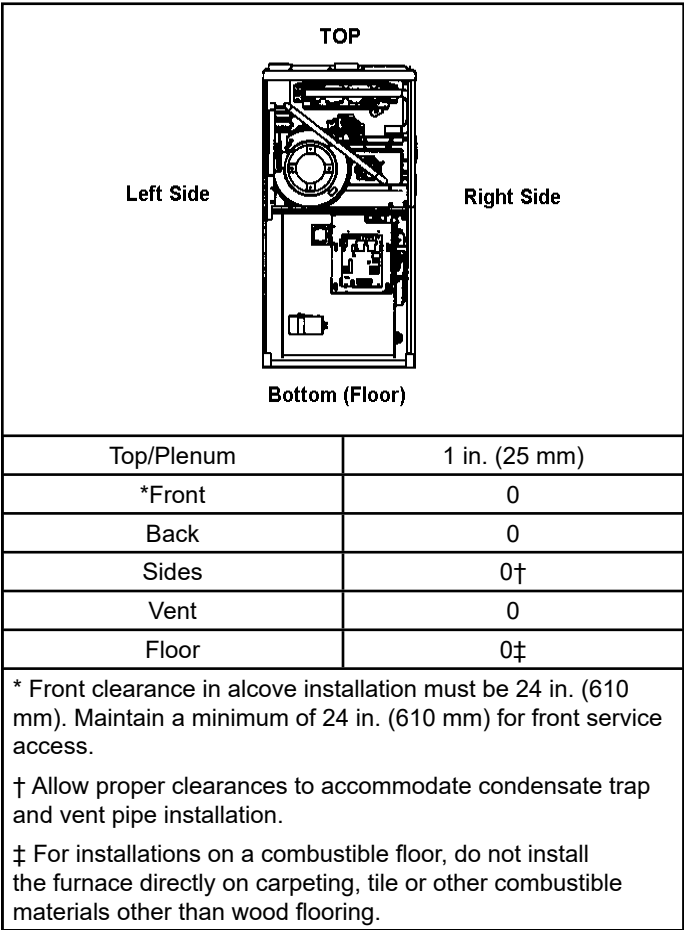 TOP
Left Side
Right Side
Bottom (Floor)
Top/Plenum 1 in. (25 mm)
*Front 0
Back 0
Sides 0†
Vent 0
Floor 0‡
* Front clearance in alcove installation must be 24 in. (610
mm). Maintain a minimum of 24 in. (610 mm) for front service
access.
† Allow proper clearances to accommodate condensate trap
and vent pipe installation.
‡ For installations on a combustible floor, do not install
the furnace directly on carpeting, tile or other combustible
materials other than wood flooring.